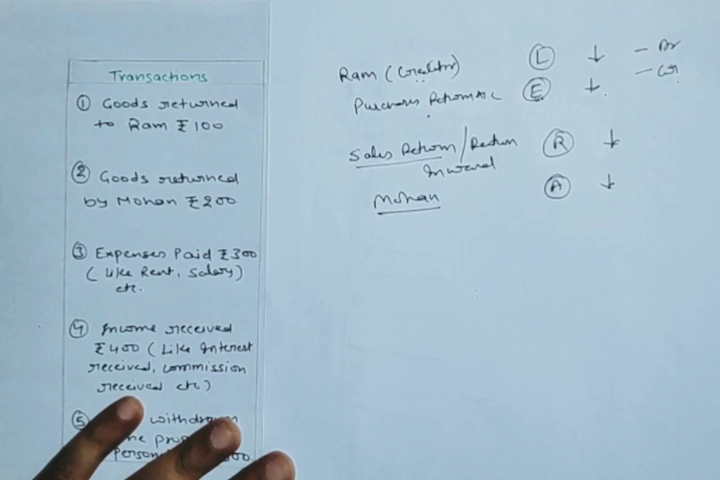 Transactions
① Goods returned
to Ram ₹100
② Goods returned
by Mohan ₹200
③ Expenses Paid ₹300
(Like Rent, Salary)
etc.
④ Income received
₹400 (Like Interest
received, commission
received etc)
⑤ withdrawn
Ram (Creditor) Ⓛ ↓ - Dr
Purchases Return A/c Ⓔ ↓ - Cr
Sales Return / Return Ⓡ ↓
Inward
Mohan Ⓐ ↓